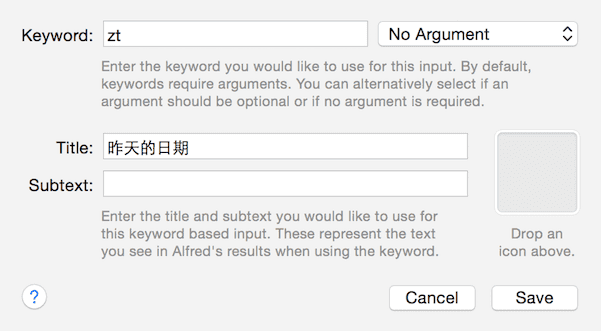 Keyword: zt No Argument
Enter the keyword you would like to use for this input. By default,
keywords require arguments. You can alternatively select if an
argument should be optional or if no argument is required.
Title: 昨天的日期
Subtext:
Enter the title and subtext you would like to use for
this keyword based input. These represent the text
you see in Alfred's results when using the keyword.
Drop an
icon above.
? Cancel Save